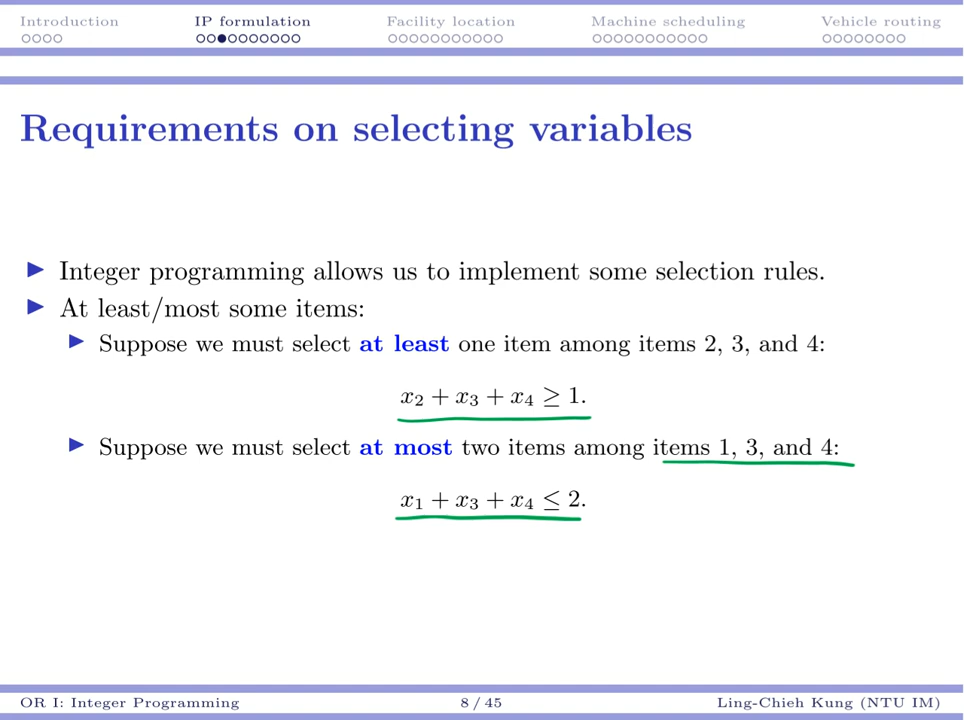 Introduction IP formulation Facility location Machine scheduling Vehicle routing
Requirements on selecting variables
Integer programming allows us to implement some selection rules.
At least/most some items:
Suppose we must select at least one item among items 2, 3, and 4:
x₂ + x₃ + x₄ ≥ 1.
Suppose we must select at most two items among items 1, 3, and 4:
x₁ + x₃ + x₄ ≤ 2.
OR I: Integer Programming 8 / 45 Ling-Chieh Kung (NTU IM)